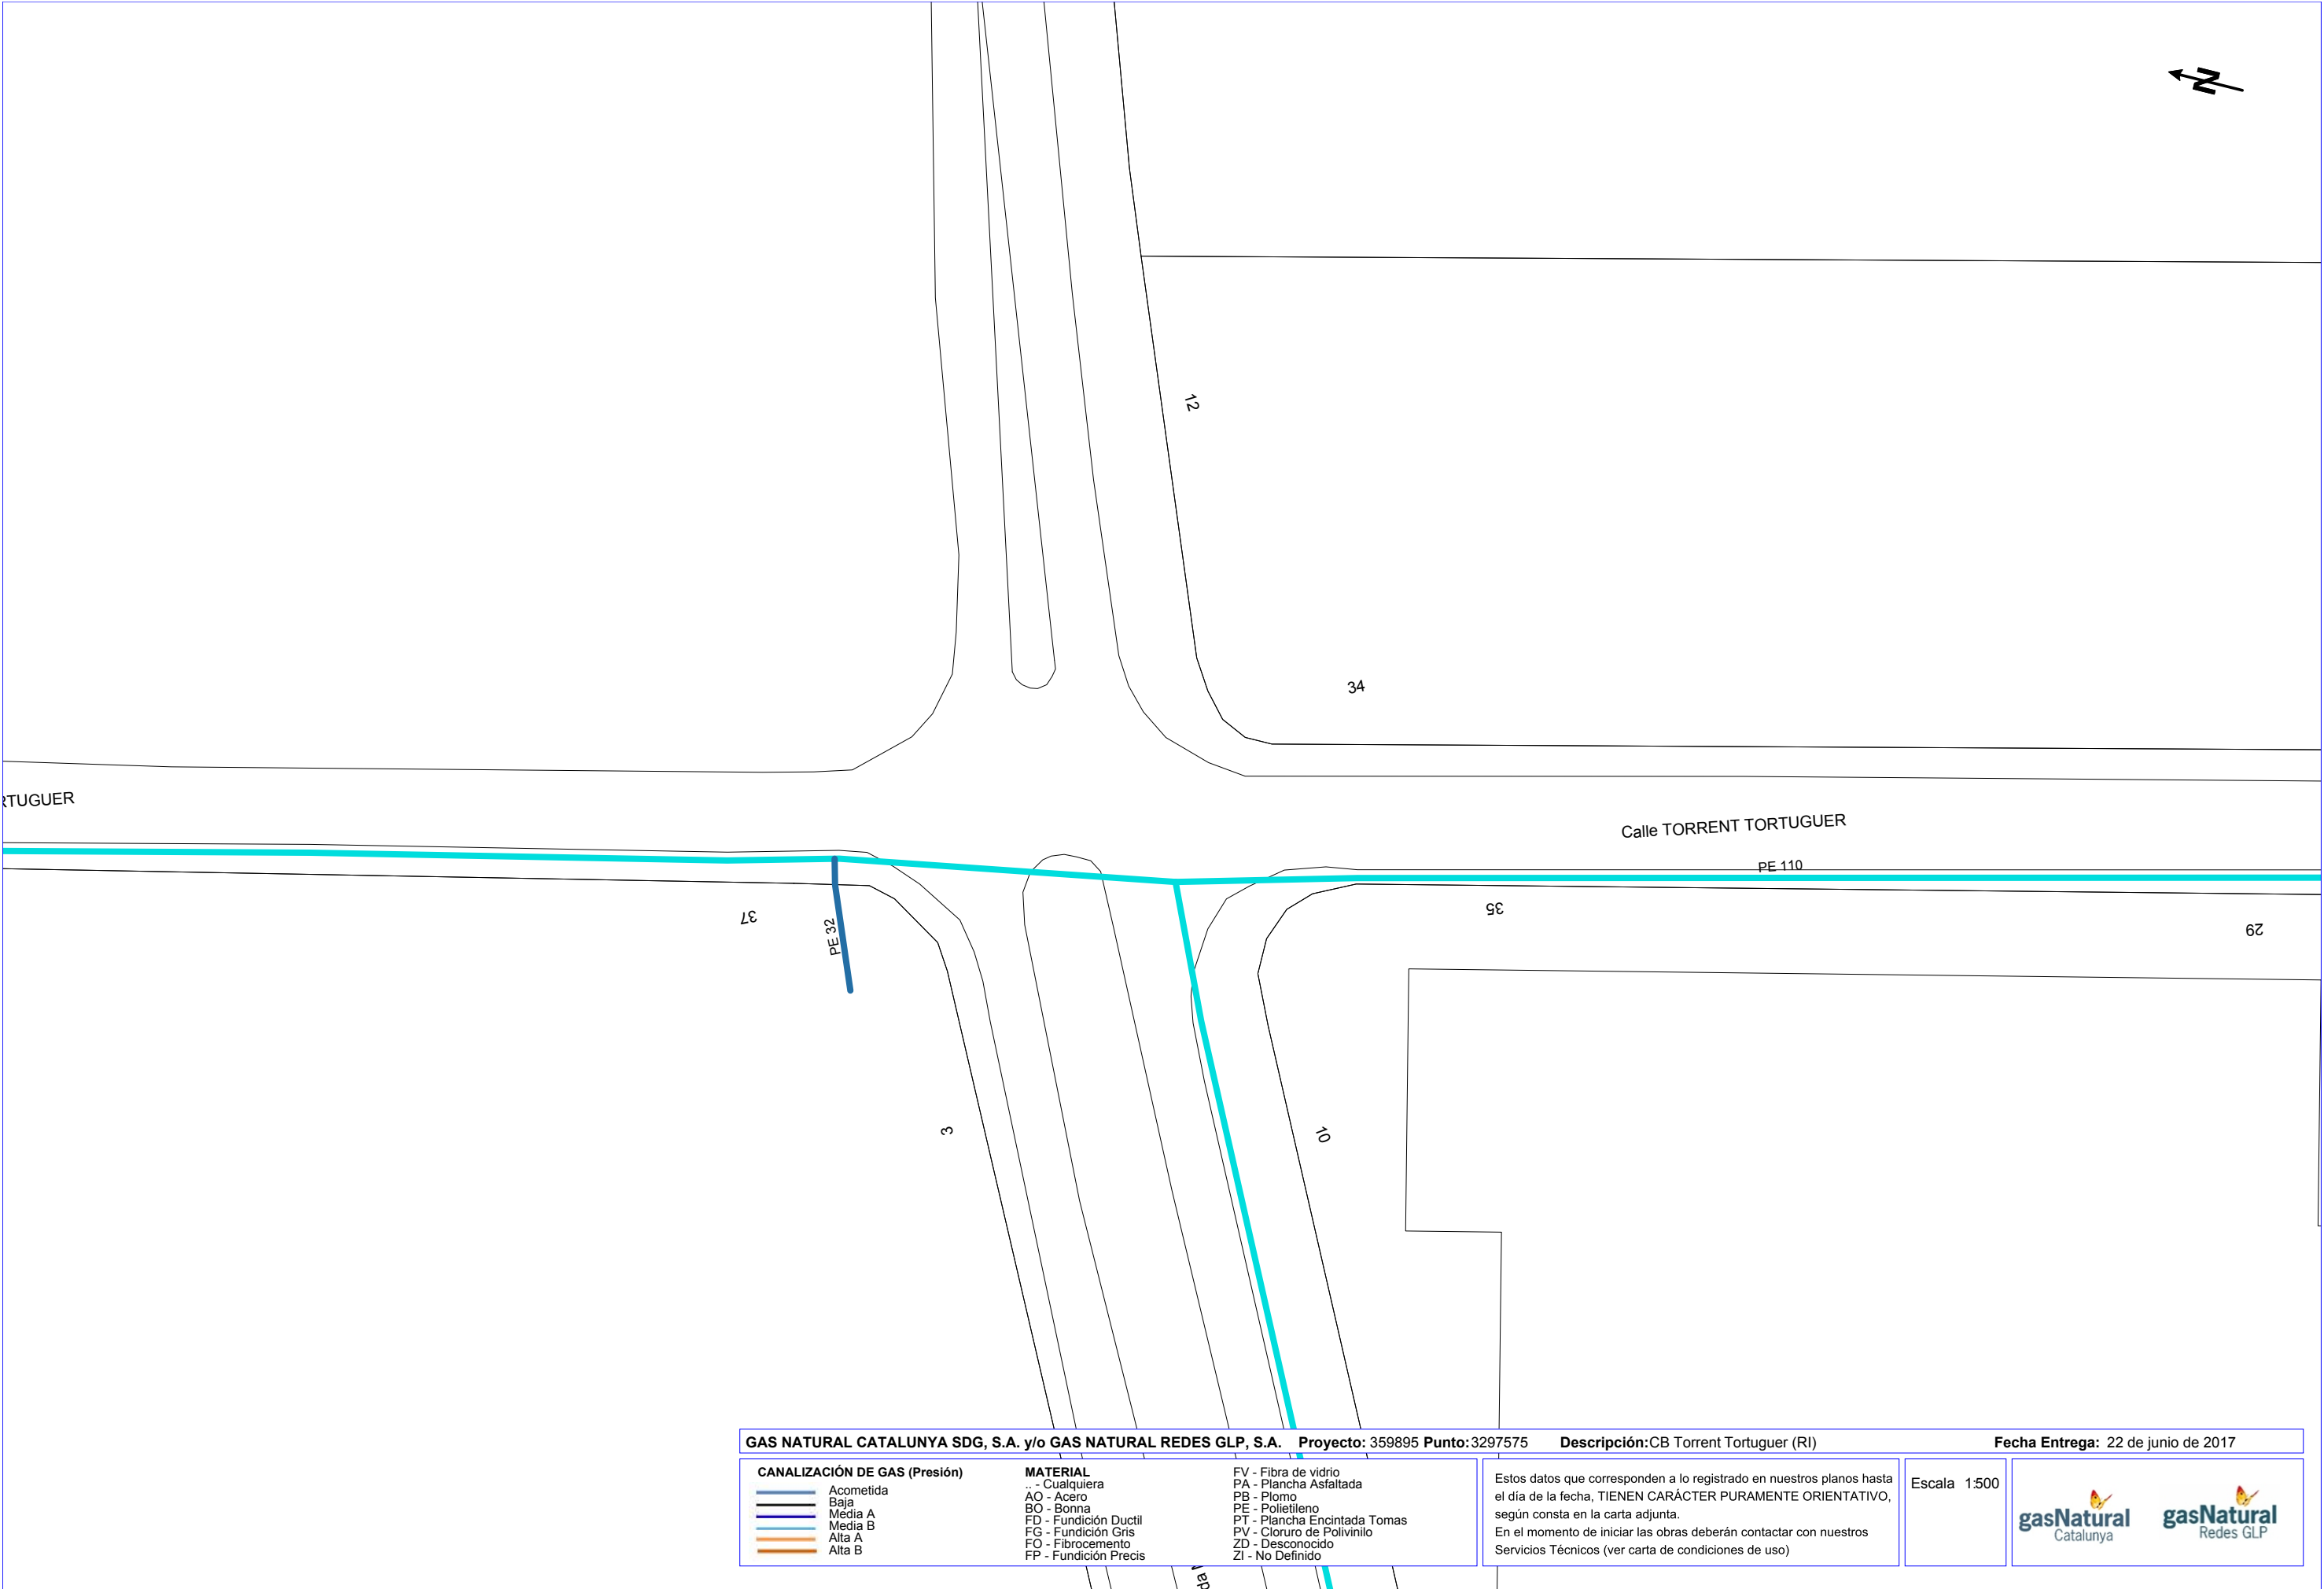 N
12
34
RTUGUER
Calle TORRENT TORTUGUER
PE 110
37
PE 32
35
29
3
10
GAS NATURAL CATALUNYA SDG, S.A. y/o GAS NATURAL REDES GLP, S.A. Proyecto: 359895 Punto: 3297575 Descripción: CB Torrent Tortuguer (RI) Fecha Entrega: 22 de junio de 2017
CANALIZACIÓN DE GAS (Presión)
Acometida
Baja
Media A
Media B
Alta A
Alta B
MATERIAL
.. - Cualquiera
AO - Acero
BO - Bonna
FD - Fundición Ductil
FG - Fundición Gris
FO - Fibrocemento
FP - Fundición Precis
FV - Fibra de vidrio
PA - Plancha Asfaltada
PB - Plomo
PE - Polietileno
PT - Plancha Encintada Tomas
PV - Cloruro de Polivinilo
ZD - Desconocido
ZI - No Definido
Estos datos que corresponden a lo registrado en nuestros planos hasta
el día de la fecha, TIENEN CARÁCTER PURAMENTE ORIENTATIVO,
según consta en la carta adjunta.
En el momento de iniciar las obras deberán contactar con nuestros
Servicios Técnicos (ver carta de condiciones de uso)
Escala 1:500
gasNatural
Catalunya
gasNatural
Redes GLP